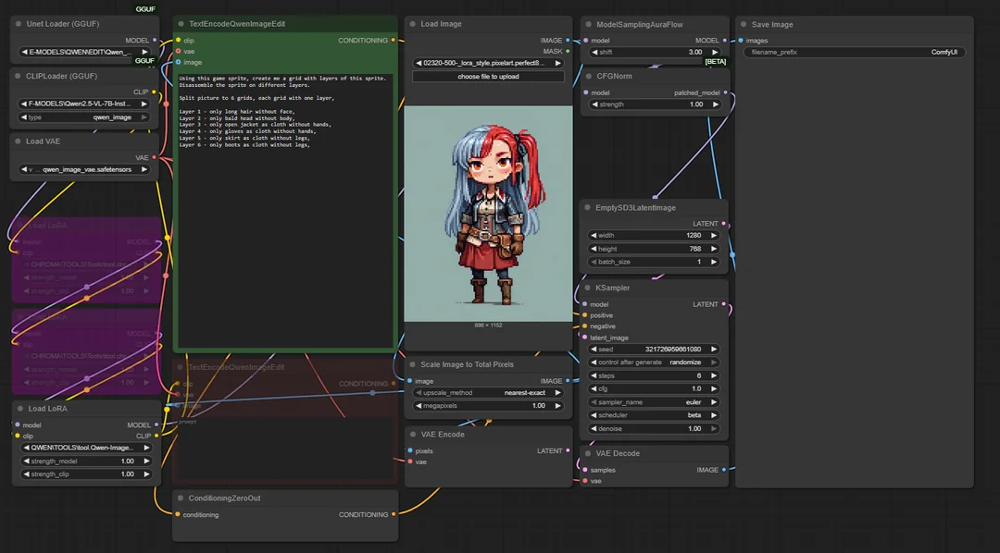 GGUF
Unet Loader (GGUF)
MODEL
E-MODELS\QWEN\EDIT\Qwen_...
GGUF
CLIPLoader (GGUF)
CLIP
F-MODELS\Qwen2.5-VL-7B-Inst...
type qwen_image
Load VAE
VAE
v ... qwen_image_vae.safetensors
Load LoRA
model MODEL
clip CLIP
CHROMA\TOOLS\tool.chr...
strength_model 1.00
strength_clip 1.00
Load LoRA
model MODEL
clip CLIP
CHROMA\TOOLS\tool.chr...
strength_model 1.00
strength_clip 1.00
Load LoRA
model MODEL
clip CLIP
QWEN\TOOLS\tool.Qwen-Image...
strength_model 1.00
strength_clip 1.00
TextEncodeQwenImageEdit
clip CONDITIONING
vae
image
Using this game sprite, create me a grid with layers of this sprite.
Disassemble the sprite on different layers.
Split picture to 6 grids, each grid with one layer,
Layer 1 - only long hair without face,
Layer 2 - only bald head without body,
Layer 3 - only open jacket as cloth without hands,
Layer 4 - only gloves as cloth without hands,
Layer 5 - only skirt as cloth without legs,
Layer 6 - only boots as cloth without legs,
TextEncodeQwenImageEdit
clip CONDITIONING
vae
image
prompt
ConditioningZeroOut
conditioning CONDITIONING
Load Image
IMAGE
MASK
02320-500-_lora_style.pixelart.perfect8...
choose file to upload
896 × 1152
Scale Image to Total Pixels
image IMAGE
upscale_method nearest-exact
megapixels 1.00
VAE Encode
pixels LATENT
vae
ModelSamplingAuraFlow
model MODEL
shift 3.00
[BETA]
CFGNorm
model patched_model
strength 1.00
EmptySD3LatentImage
LATENT
width 1280
height 768
batch_size 1
KSampler
model LATENT
positive
negative
latent_image
seed 321726959661080
control after generate randomize
steps 6
cfg 1.0
sampler_name euler
scheduler beta
denoise 1.00
VAE Decode
samples IMAGE
vae
Save Image
images
filename_prefix ComfyUI